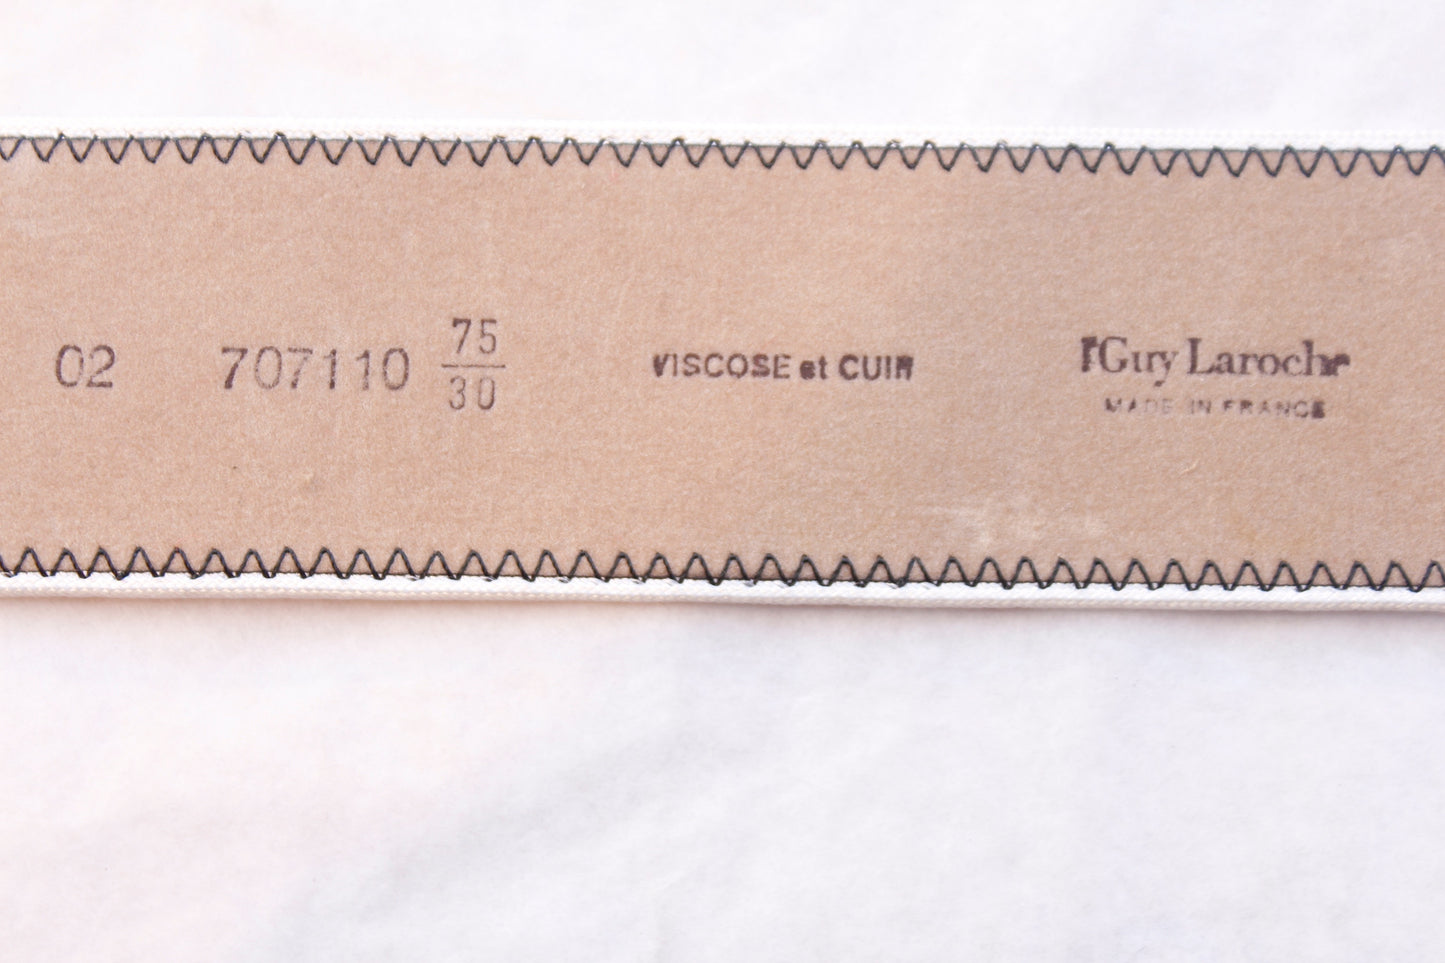 02 707110 75/30 VISCOSE et CUIR Guy Laroche
MADE IN FRANCE